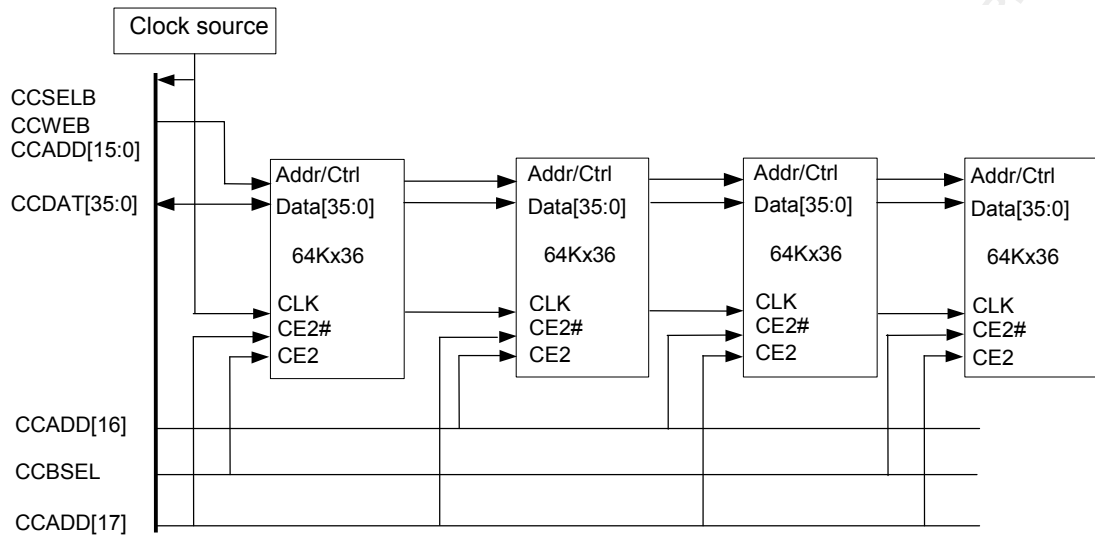 Clock source
CCSELB
CCWEB
CCADD[15:0]
CCDAT[35:0]
Addr/Ctrl
Data[35:0]
64Kx36
CLK
CE2#
CE2
Addr/Ctrl
Data[35:0]
64Kx36
CLK
CE2#
CE2
Addr/Ctrl
Data[35:0]
64Kx36
CLK
CE2#
CE2
Addr/Ctrl
Data[35:0]
64Kx36
CLK
CE2#
CE2
CCADD[16]
CCBSEL
CCADD[17]